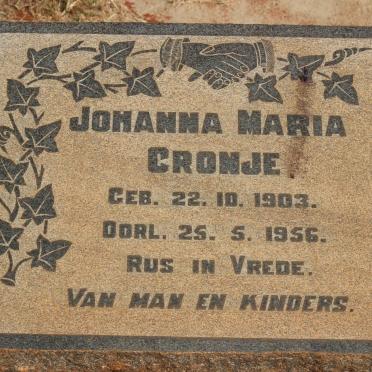 JOHANNA MARIA
CRONJE
GEB. 22. 10. 1903.
OORL. 25. 5. 1956.
RUS IN VREDE.
VAN MAN EN KINDERS.